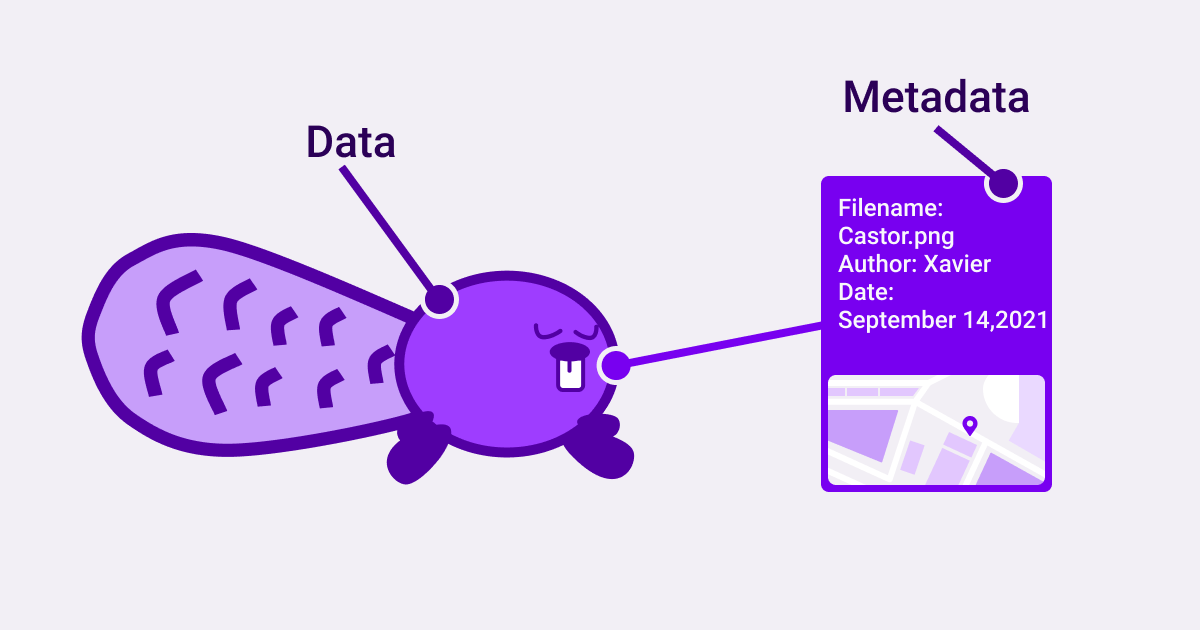 Metadata
Data
Filename:
Castor.png
Author: Xavier
Date:
September 14,2021